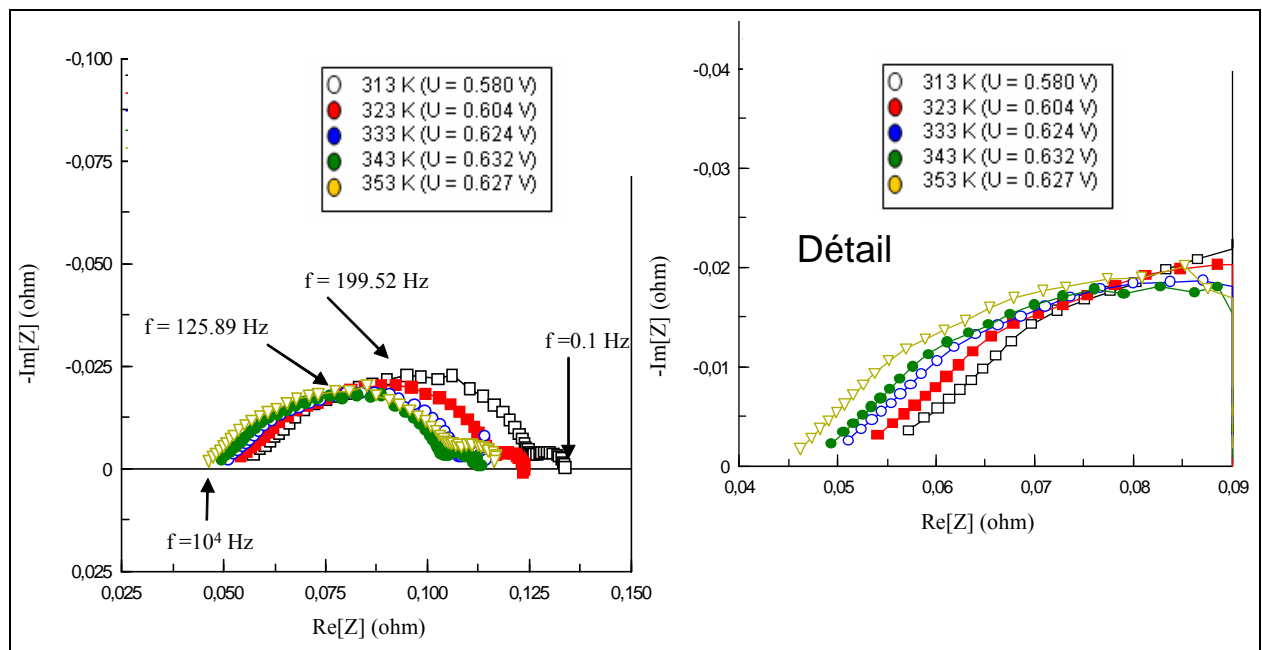 -0,100
-0,075
-0,050
-0,025
0
0,025
-Im[Z] (ohm)
313 K (U = 0.580 V)
323 K (U = 0.604 V)
333 K (U = 0.624 V)
343 K (U = 0.632 V)
353 K (U = 0.627 V)
f = 199.52 Hz
f = 125.89 Hz
f =0.1 Hz
f =10⁴ Hz
0,025 0,050 0,075 0,100 0,125 0,150
Re[Z] (ohm)
-0,04
-0,03
-0,02
-0,01
0
-Im[Z] (ohm)
313 K (U = 0.580 V)
323 K (U = 0.604 V)
333 K (U = 0.624 V)
343 K (U = 0.632 V)
353 K (U = 0.627 V)
Détail
0,04 0,05 0,06 0,07 0,08 0,09
Re[Z] (ohm)